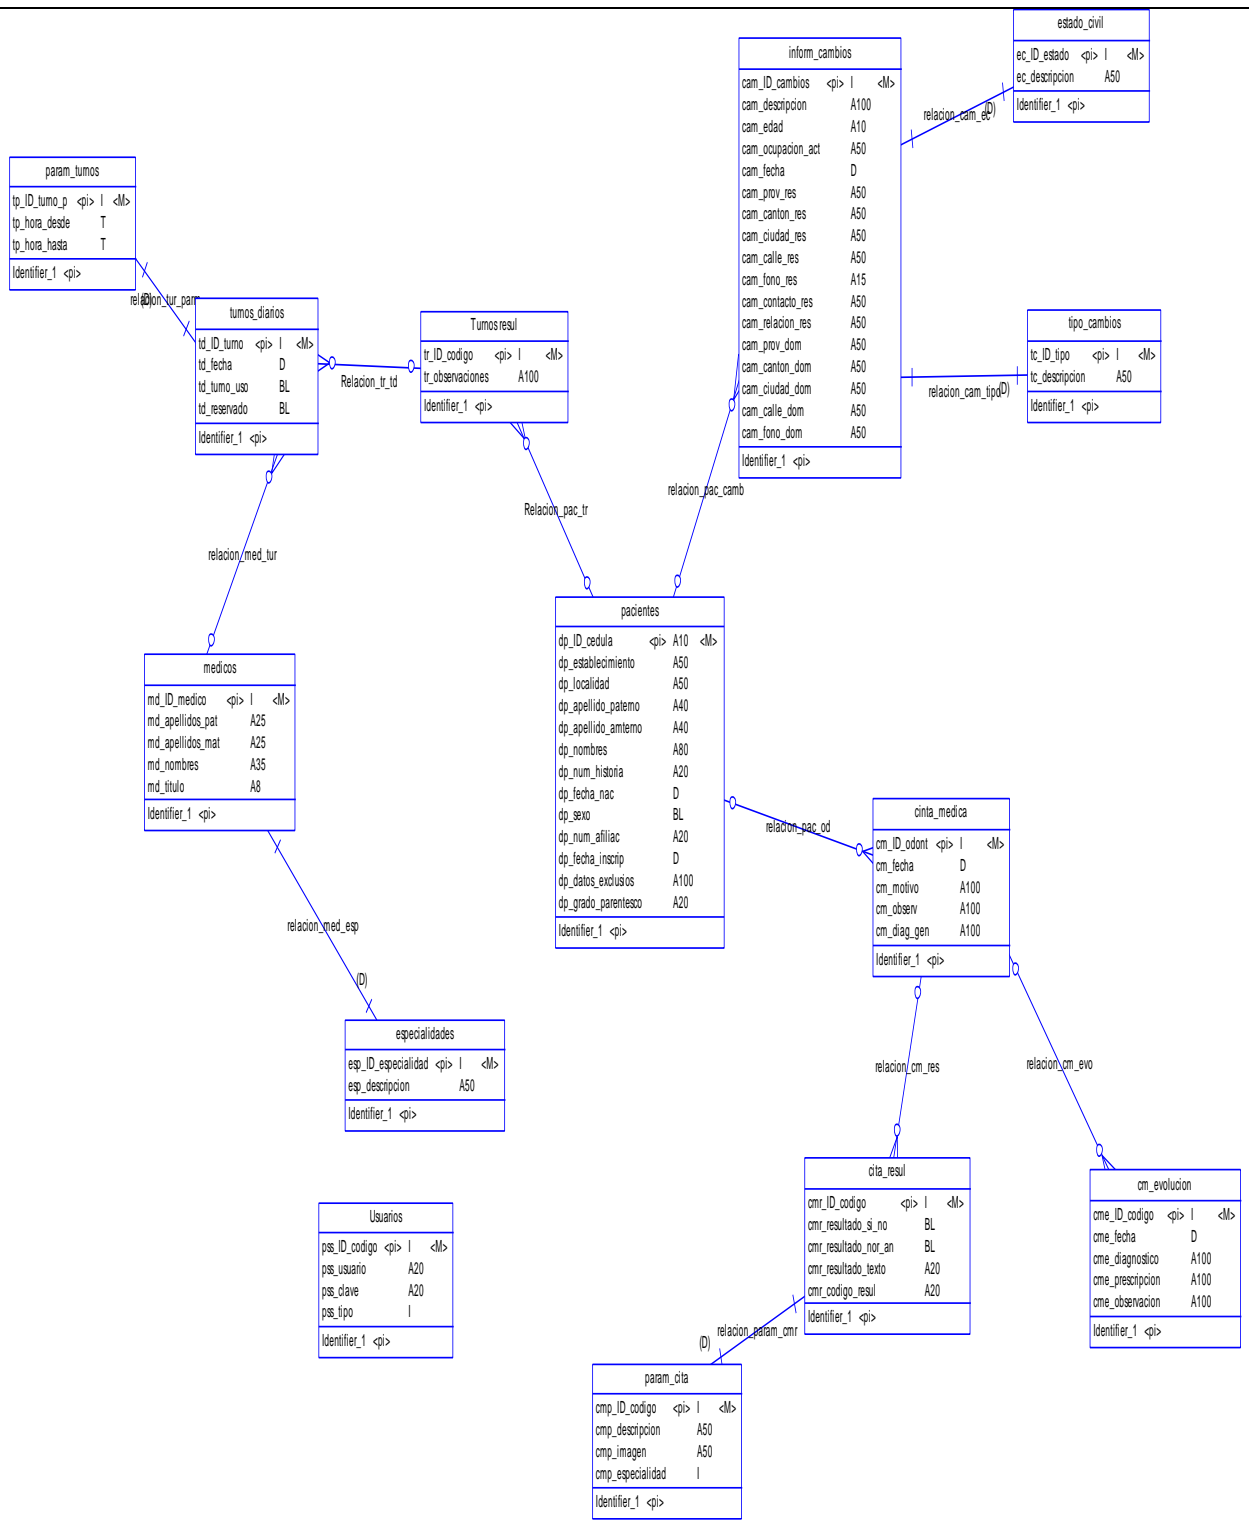 estado_civil
ec_ID_estado <pi> I <M>
ec_descripcion A50
Identifier_1 <pi>
inform_cambios
cam_ID_cambios <pi> I <M>
cam_descripcion A100
cam_edad A10
cam_ocupacion_act A50
cam_fecha D
cam_prov_res A50
cam_canton_res A50
cam_ciudad_res A50
cam_calle_res A50
cam_fono_res A15
cam_contacto_res A50
cam_relacion_res A50
cam_prov_dom A50
cam_canton_dom A50
cam_ciudad_dom A50
cam_calle_dom A50
cam_fono_dom A50
Identifier_1 <pi>
relacion_cam_ec
(D)
param_turnos
tp_ID_turno_p <pi> I <M>
tp_hora_desde T
tp_hora_hasta T
Identifier_1 <pi>
relacion_tur_parm
(D)
turnos_diarios
td_ID_turno <pi> I <M>
td_fecha D
td_turno_uso BL
td_reservado BL
Identifier_1 <pi>
Relacion_tr_td
Turnos resul
tr_ID_codigo <pi> I <M>
tr_observaciones A100
Identifier_1 <pi>
tipo_cambios
tc_ID_tipo <pi> I <M>
tc_descripcion A50
Identifier_1 <pi>
relacion_cam_tipo
(D)
relacion_pac_camb
Relacion_pac_tr
relacion_med_tur
pacientes
dp_ID_cedula <pi> A10 <M>
dp_establecimiento A50
dp_localidad A50
dp_apellido_paterno A40
dp_apellido_amterno A40
dp_nombres A80
dp_num_historia A20
dp_fecha_nac D
dp_sexo BL
dp_num_afiliac A20
dp_fecha_inscrip D
dp_datos_exclusios A100
dp_grado_parentesco A20
Identifier_1 <pi>
medicos
md_ID_medico <pi> I <M>
md_apellidos_pat A25
md_apellidos_mat A25
md_nombres A35
md_titulo A8
Identifier_1 <pi>
relacion_pac_od
cinta_medica
cm_ID_odont <pi> I <M>
cm_fecha D
cm_motivo A100
cm_observ A100
cm_diag_gen A100
Identifier_1 <pi>
relacion_med_esp
(D)
especialidades
esp_ID_especialidad <pi> I <M>
esp_descripcion A50
Identifier_1 <pi>
relacion_cm_res
relacion_cm_evo
cita_resul
cmr_ID_codigo <pi> I <M>
cmr_resultado_si_no BL
cmr_resultado_nor_an BL
cmr_resultado_texto A20
cmr_codigo_resul A20
Identifier_1 <pi>
cm_evolucion
cme_ID_codigo <pi> I <M>
cme_fecha D
cme_diagnostico A100
cme_prescripcion A100
cme_observacion A100
Identifier_1 <pi>
Usuarios
pss_ID_codigo <pi> I <M>
pss_usuario A20
pss_clave A20
pss_tipo I
Identifier_1 <pi>
relacion_param_cmr
(D)
param_cita
cmp_ID_codigo <pi> I <M>
cmp_descripcion A50
cmp_imagen A50
cmp_especialidad I
Identifier_1 <pi>